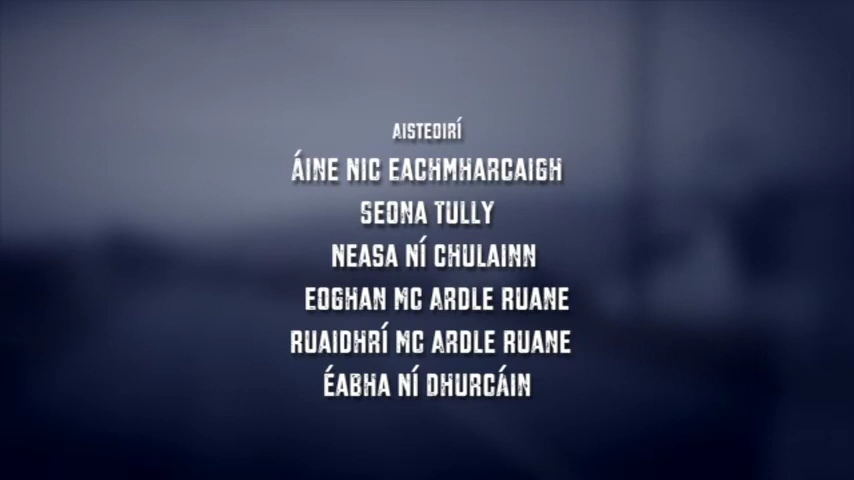 AISTEOIRÍ
ÁINE NIC EACHMHARCAIGH
SEONA TULLY
NEASA NÍ CHULAINN
EOGHAN MC ARDLE RUANE
RUAIDHRÍ MC ARDLE RUANE
ÉABHA NÍ DHURCÁIN